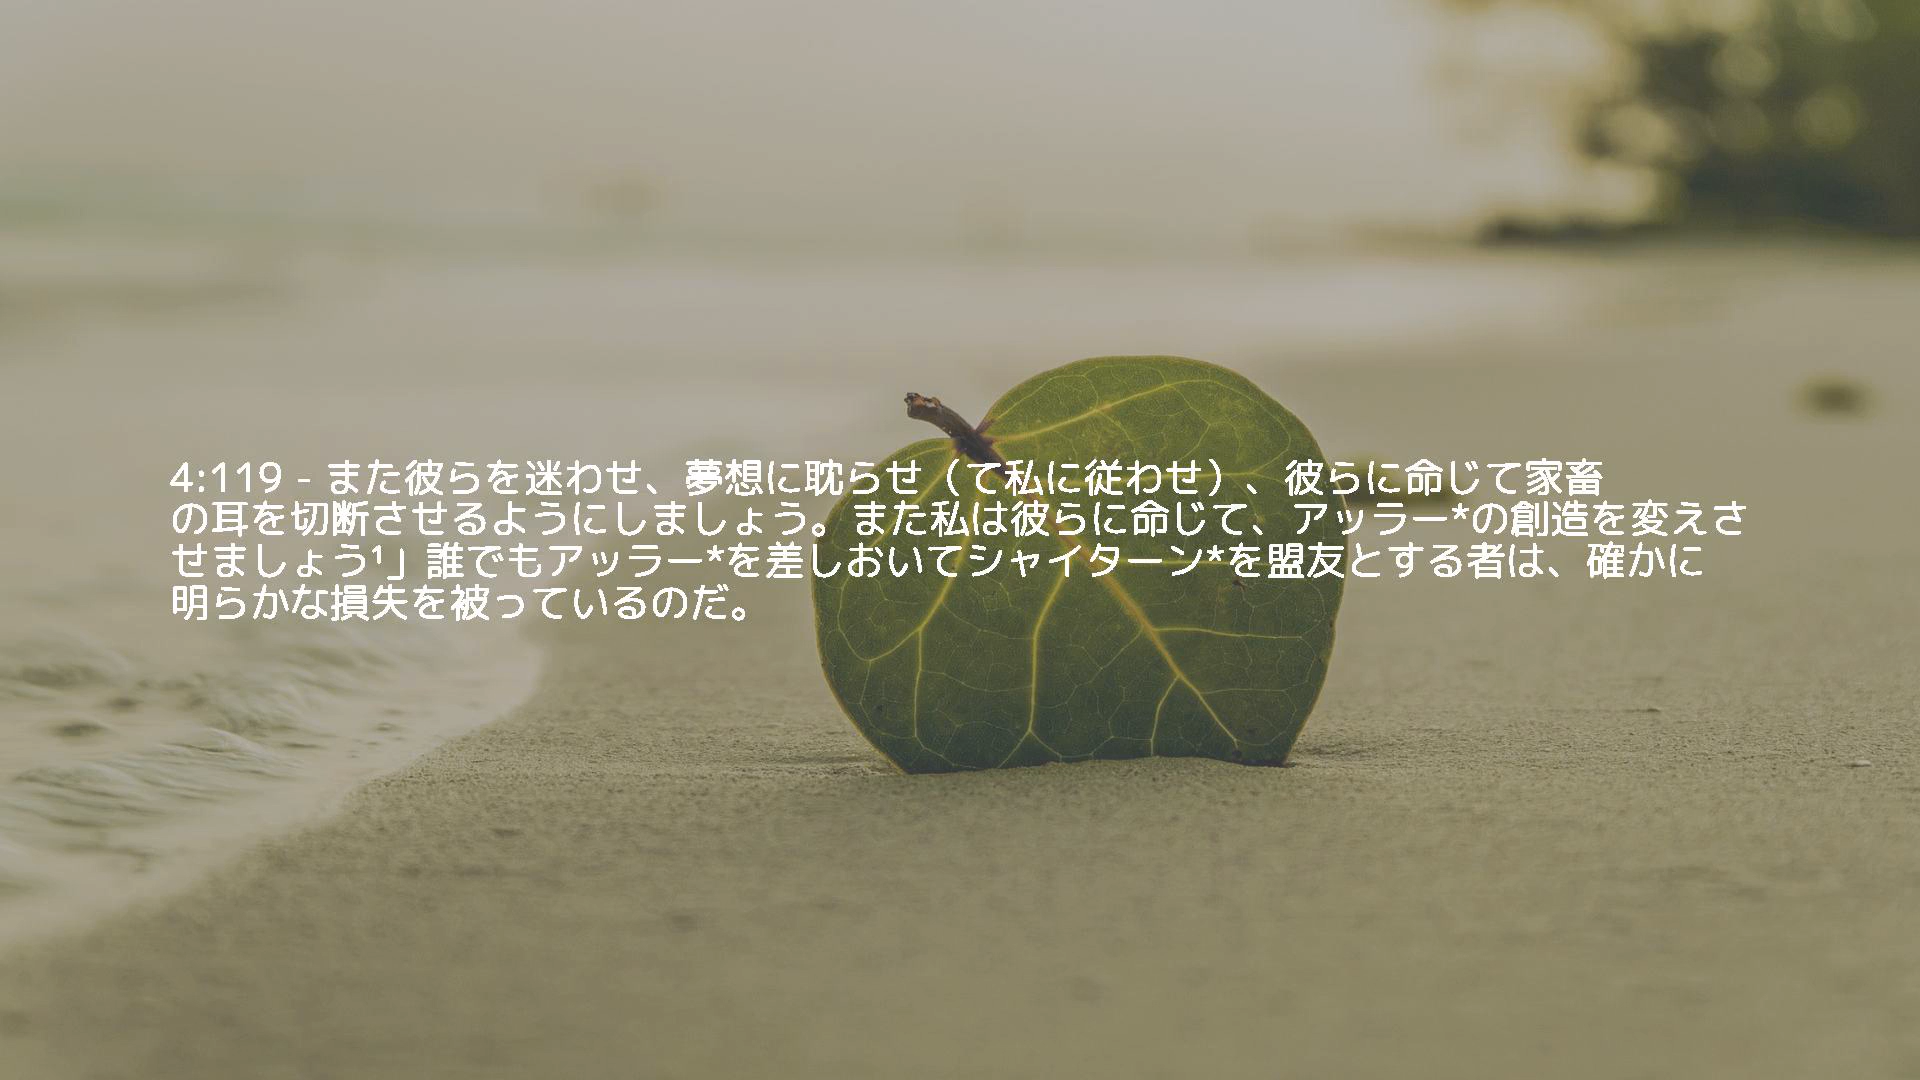 4:119 - また彼らを迷わせ、夢想に耽らせ（て私に従わせ）、彼らに命じて家畜
の耳を切断させるようにしましょう。また私は彼らに命じて、アッラー*の創造を変えさ
せましょう¹」誰でもアッラー*を差しおいてシャイターン*を盟友とする者は、確かに
明らかな損失を被っているのだ。